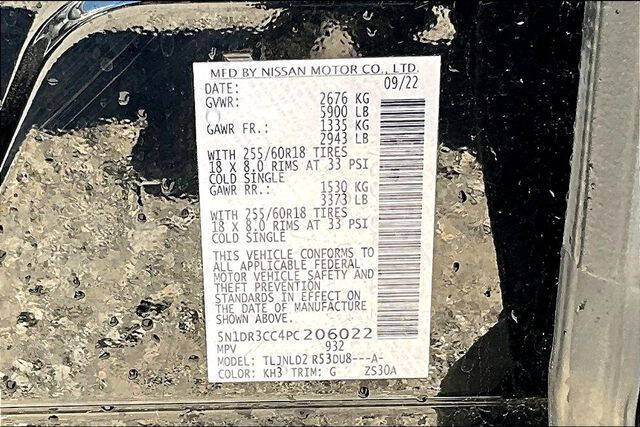 MFD BY NISSAN MOTOR CO., LTD.
DATE: 09/22
GVWR: 2676 KG
5900 LB
GAWR FR.: 1335 KG
2943 LB
WITH 255/60R18 TIRES
18 X 8.0 RIMS AT 33 PSI
COLD SINGLE
GAWR RR.: 1530 KG
3373 LB
WITH 255/60R18 TIRES
18 X 8.0 RIMS AT 33 PSI
COLD SINGLE
THIS VEHICLE CONFORMS TO
ALL APPLICABLE FEDERAL
MOTOR VEHICLE SAFETY AND
THEFT PREVENTION
STANDARDS IN EFFECT ON
THE DATE OF MANUFACTURE
SHOWN ABOVE.
5N1DR3CC4PC206022
MPV 932
MODEL: TLJNLD2 R53DU8---A-
COLOR: KH3 TRIM: G ZS30A